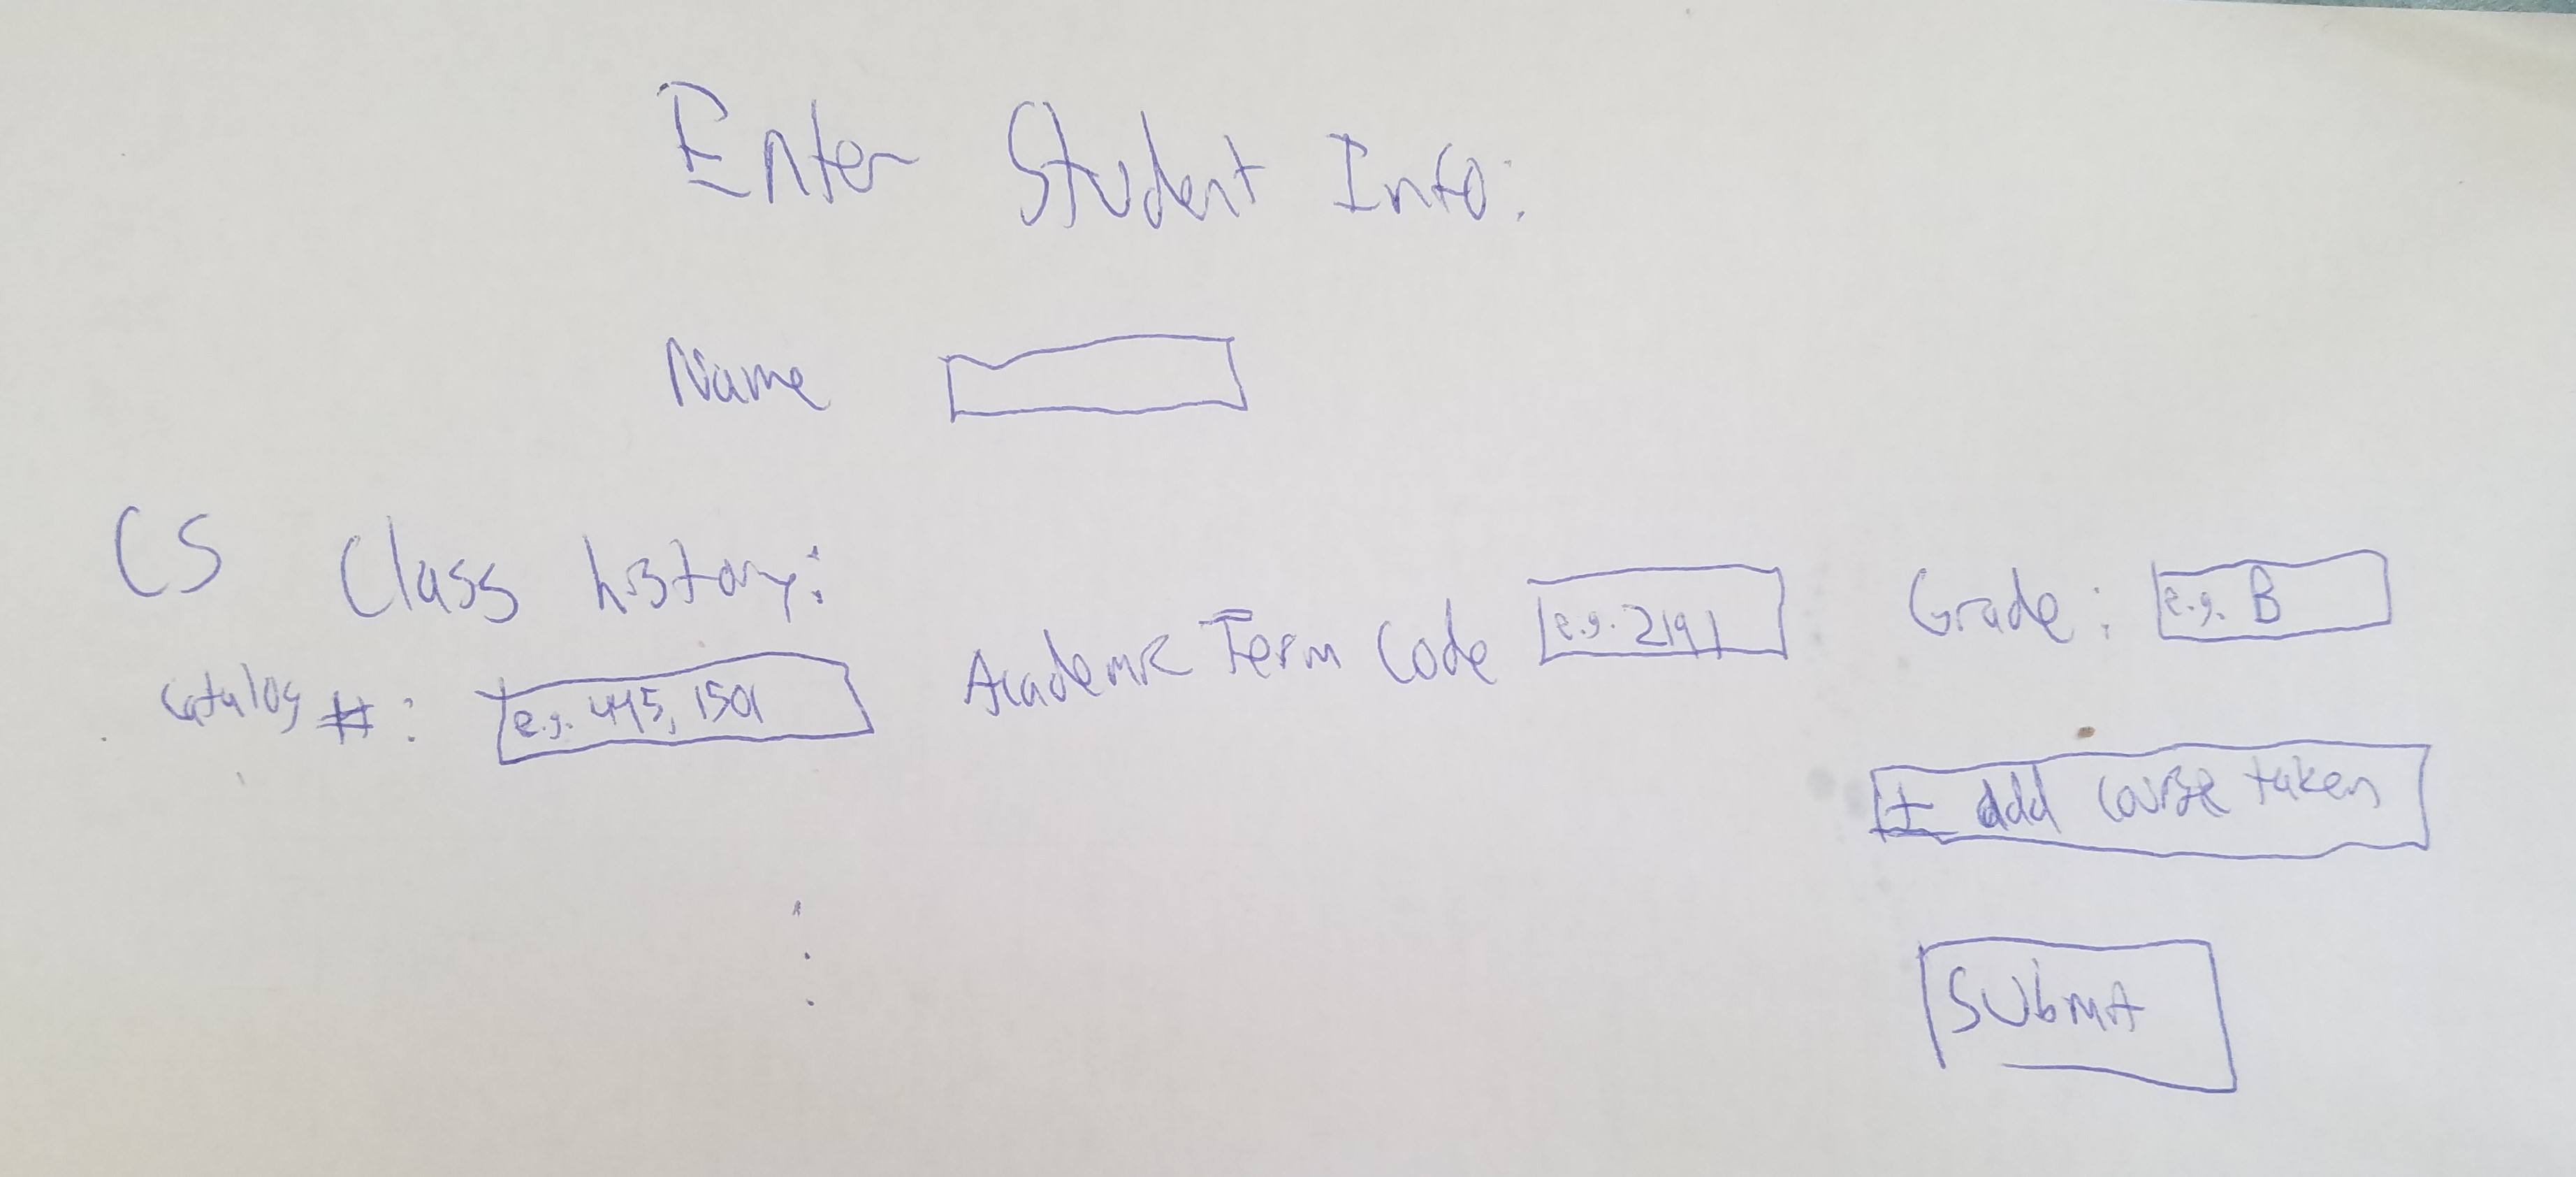 Enter Student Info:
Name
CS Class history:
Catalog #: e.g. 445, 1501 Academic Term Code e.g. 2191 Grade: e.g. B
+ add course taken
Submit